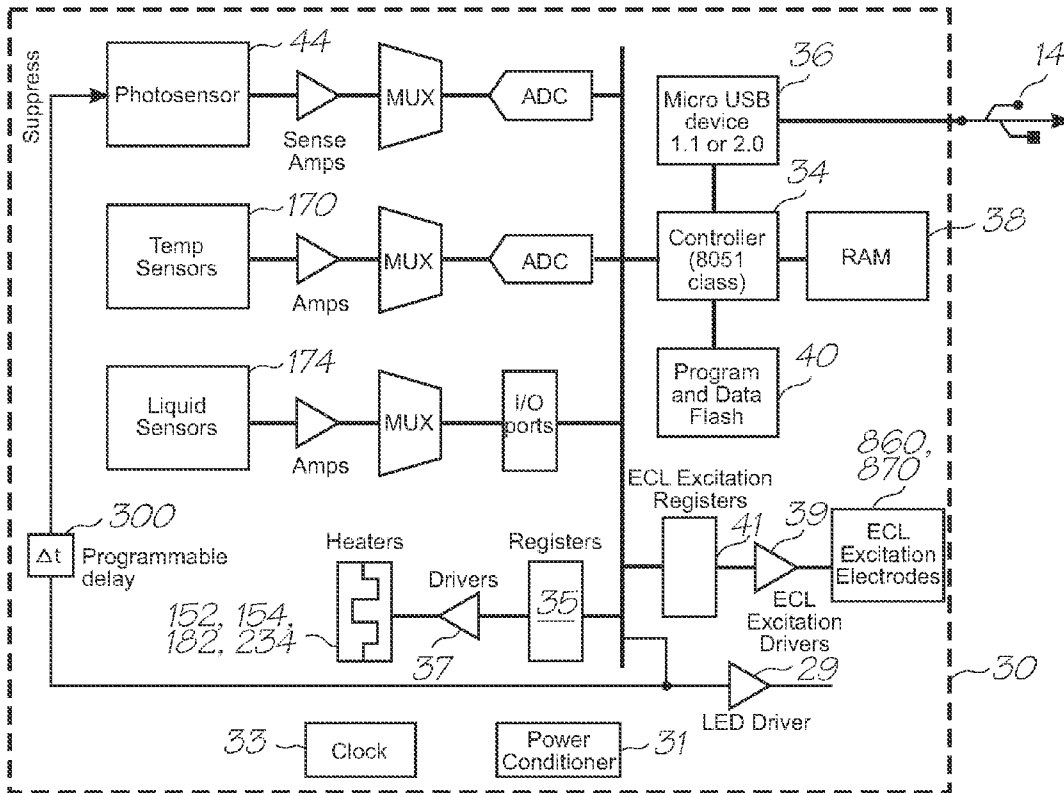 Suppress
44
Photosensor
Sense
Amps
MUX
ADC
36
Micro USB
device
1.1 or 2.0
14
170
Temp
Sensors
Amps
MUX
ADC
34
Controller
(8051
class)
RAM
38
174
Liquid
Sensors
Amps
MUX
I/O
ports
Program
and Data
Flash
40
300
Δt
Programmable
delay
Heaters
152, 154,
182, 234
Drivers
37
Registers
35
ECL Excitation
Registers
41
39
ECL
Excitation
Drivers
860,
870
ECL
Excitation
Electrodes
29
LED Driver
30
33
Clock
Power
Conditioner
31